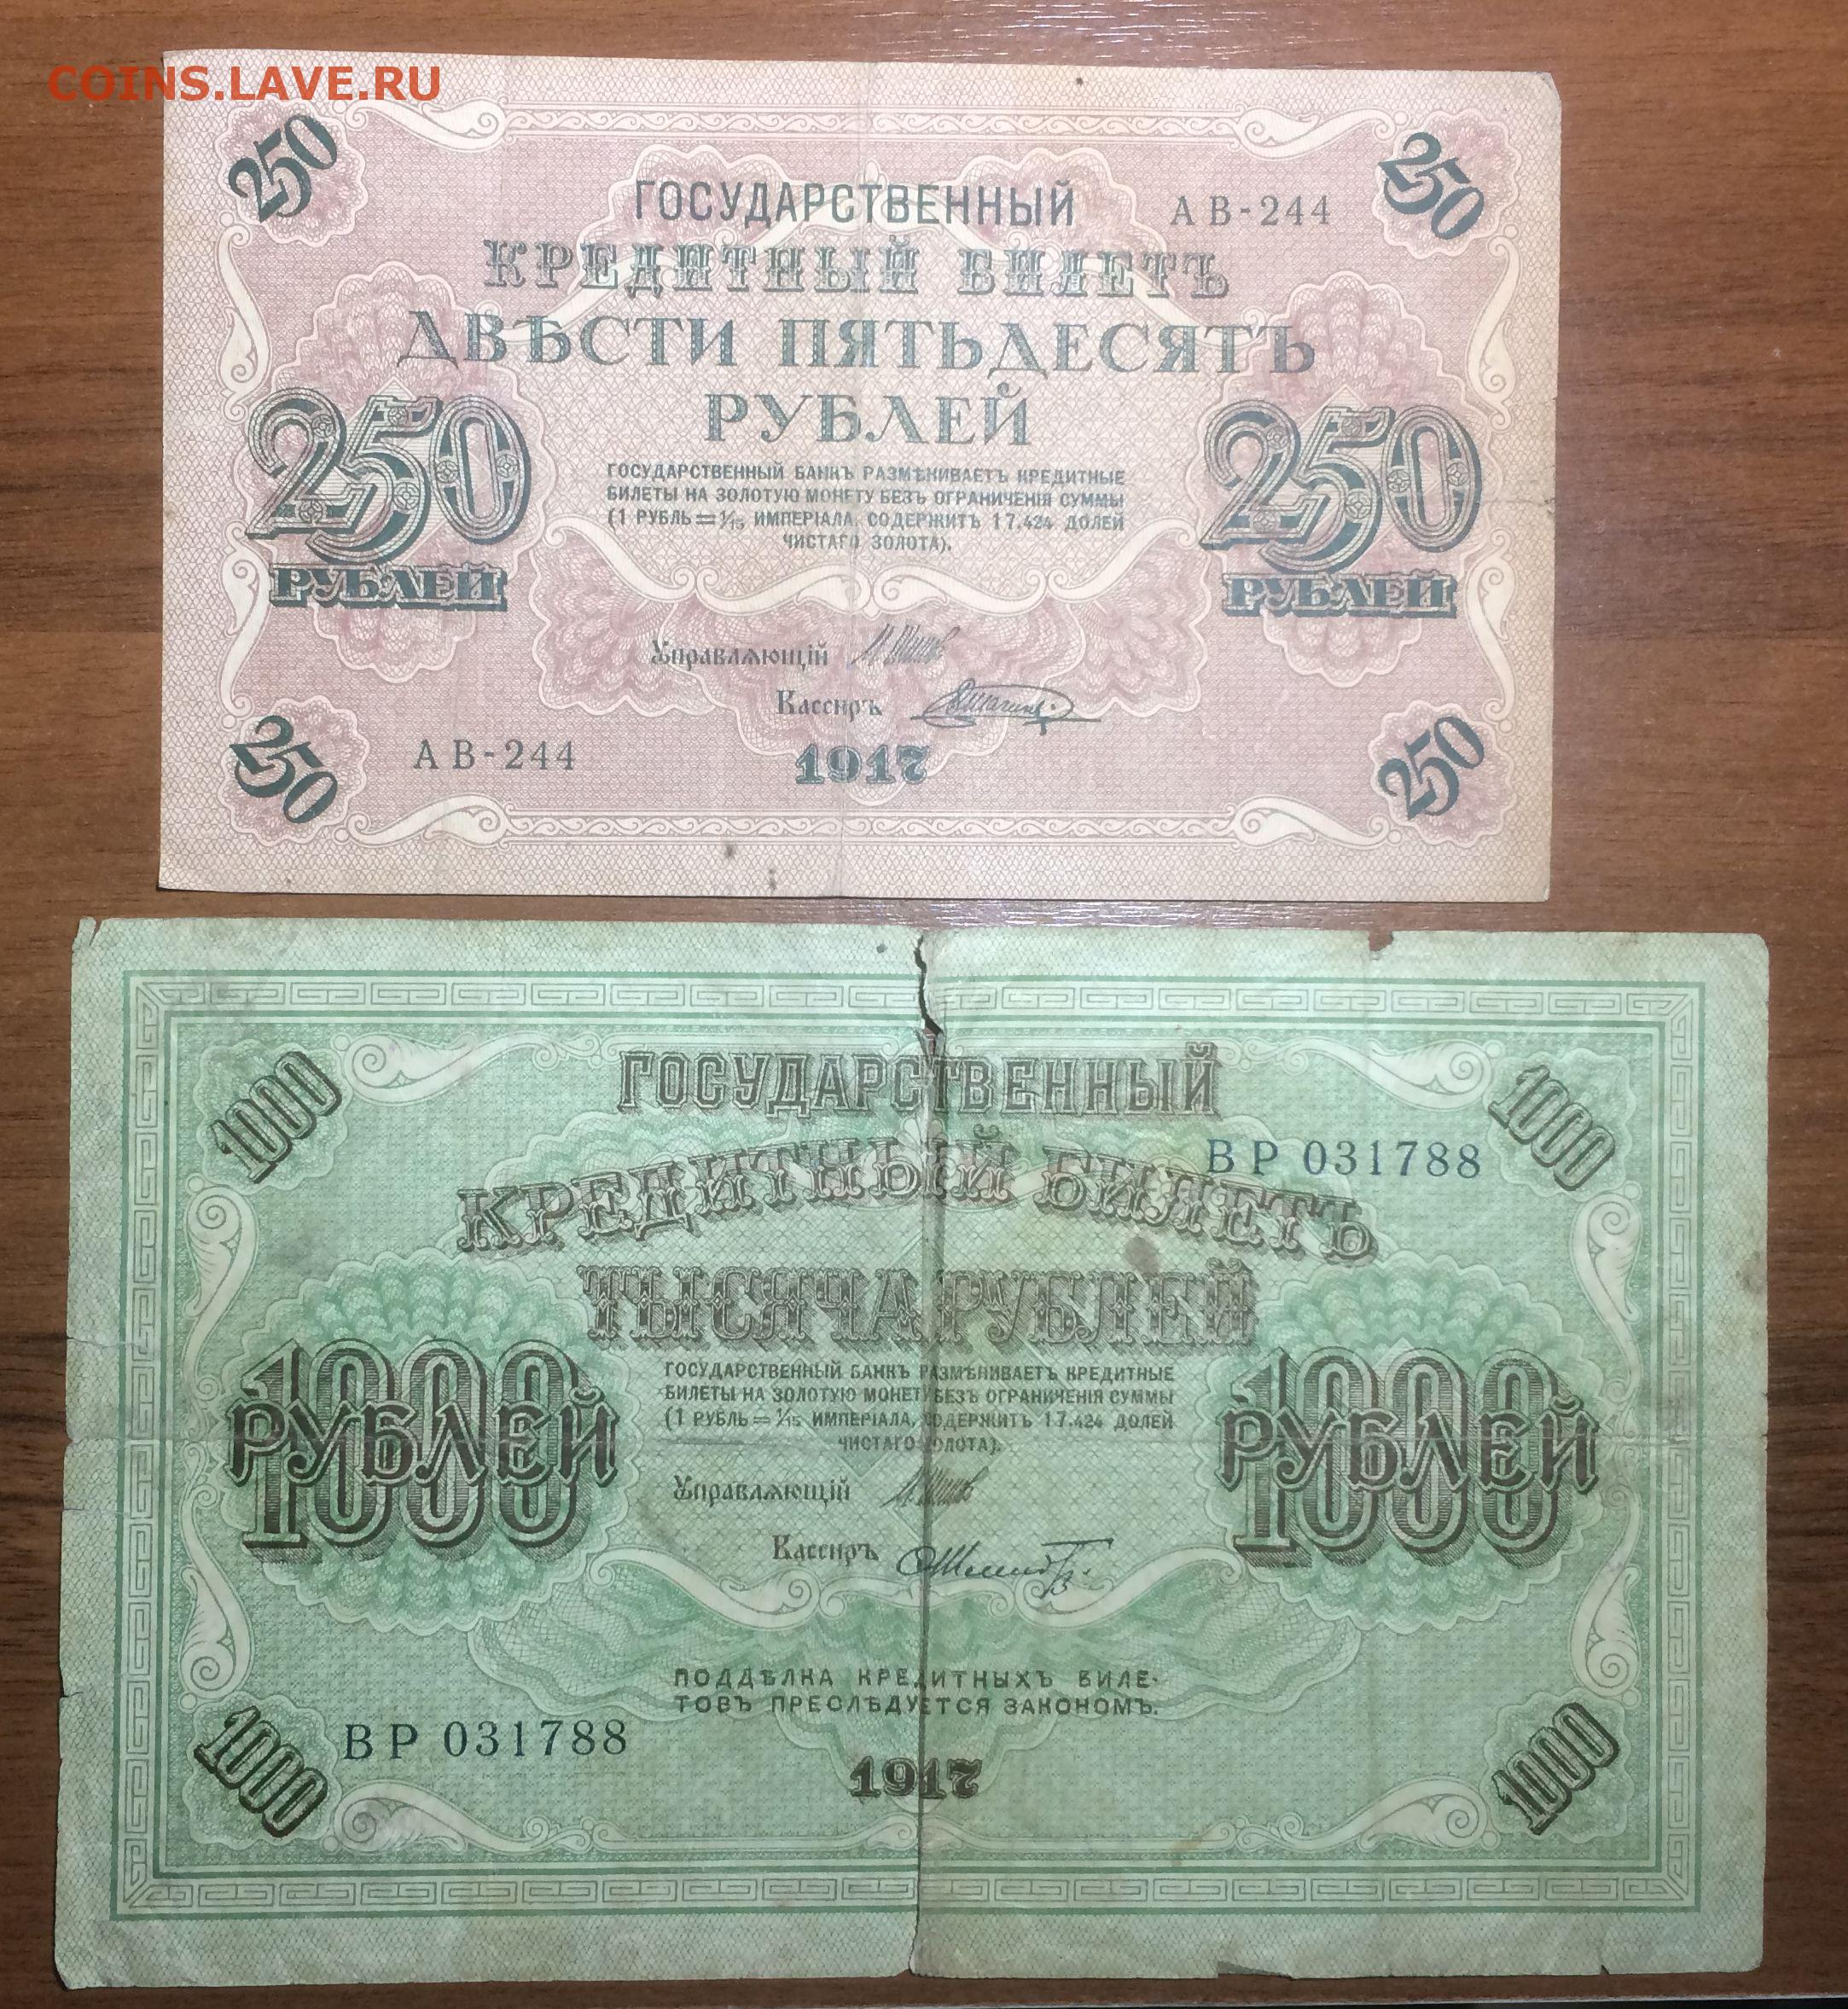 COINS.LAVE.RU
250
250
ГОСУДАРСТВЕННЫЙ
АВ-244
КРЕДИТНЫЙ БИЛЕТЪ
ДВѢСТИ ПЯТЬДЕСЯТЪ
РУБЛЕЙ
250
РУБЛЕЙ
250
РУБЛЕЙ
ГОСУДАРСТВЕННЫЙ БАНКЪ РАЗМѢНИВАЕТЪ КРЕДИТНЫЕ
БИЛЕТЫ НА ЗОЛОТУЮ МОНЕТУ БЕЗЪ ОГРАНИЧЕНІЯ СУММЫ
(1 РУБЛЬ = 1/15 ИМПЕРІАЛА, СОДЕРЖИТЪ 17,424 ДОЛЕЙ
ЧИСТАГО ЗОЛОТА).
Управляющій
Кассиръ
АВ-244
1917
250
250
1000
1000
ГОСУДАРСТВЕННЫЙ
ВР 031788
КРЕДИТНЫЙ БИЛЕТЪ
ТЫСЯЧА РУБЛЕЙ
1000
РУБЛЕЙ
1000
РУБЛЕЙ
ГОСУДАРСТВЕННЫЙ БАНКЪ РАЗМѢНИВАЕТЪ КРЕДИТНЫЕ
БИЛЕТЫ НА ЗОЛОТУЮ МОНЕТУ БЕЗЪ ОГРАНИЧЕНІЯ СУММЫ
(1 РУБЛЬ = 1/15 ИМПЕРІАЛА, СОДЕРЖИТЪ 17,424 ДОЛЕЙ
ЧИСТАГО ЗОЛОТА).
Управляющій
Кассиръ
ПОДДѢЛКА КРЕДИТНЫХЪ БИЛЕ-
ТОВЪ ПРЕСЛѢДУЕТСЯ ЗАКОНОМЪ.
ВР 031788
1917
1000
1000